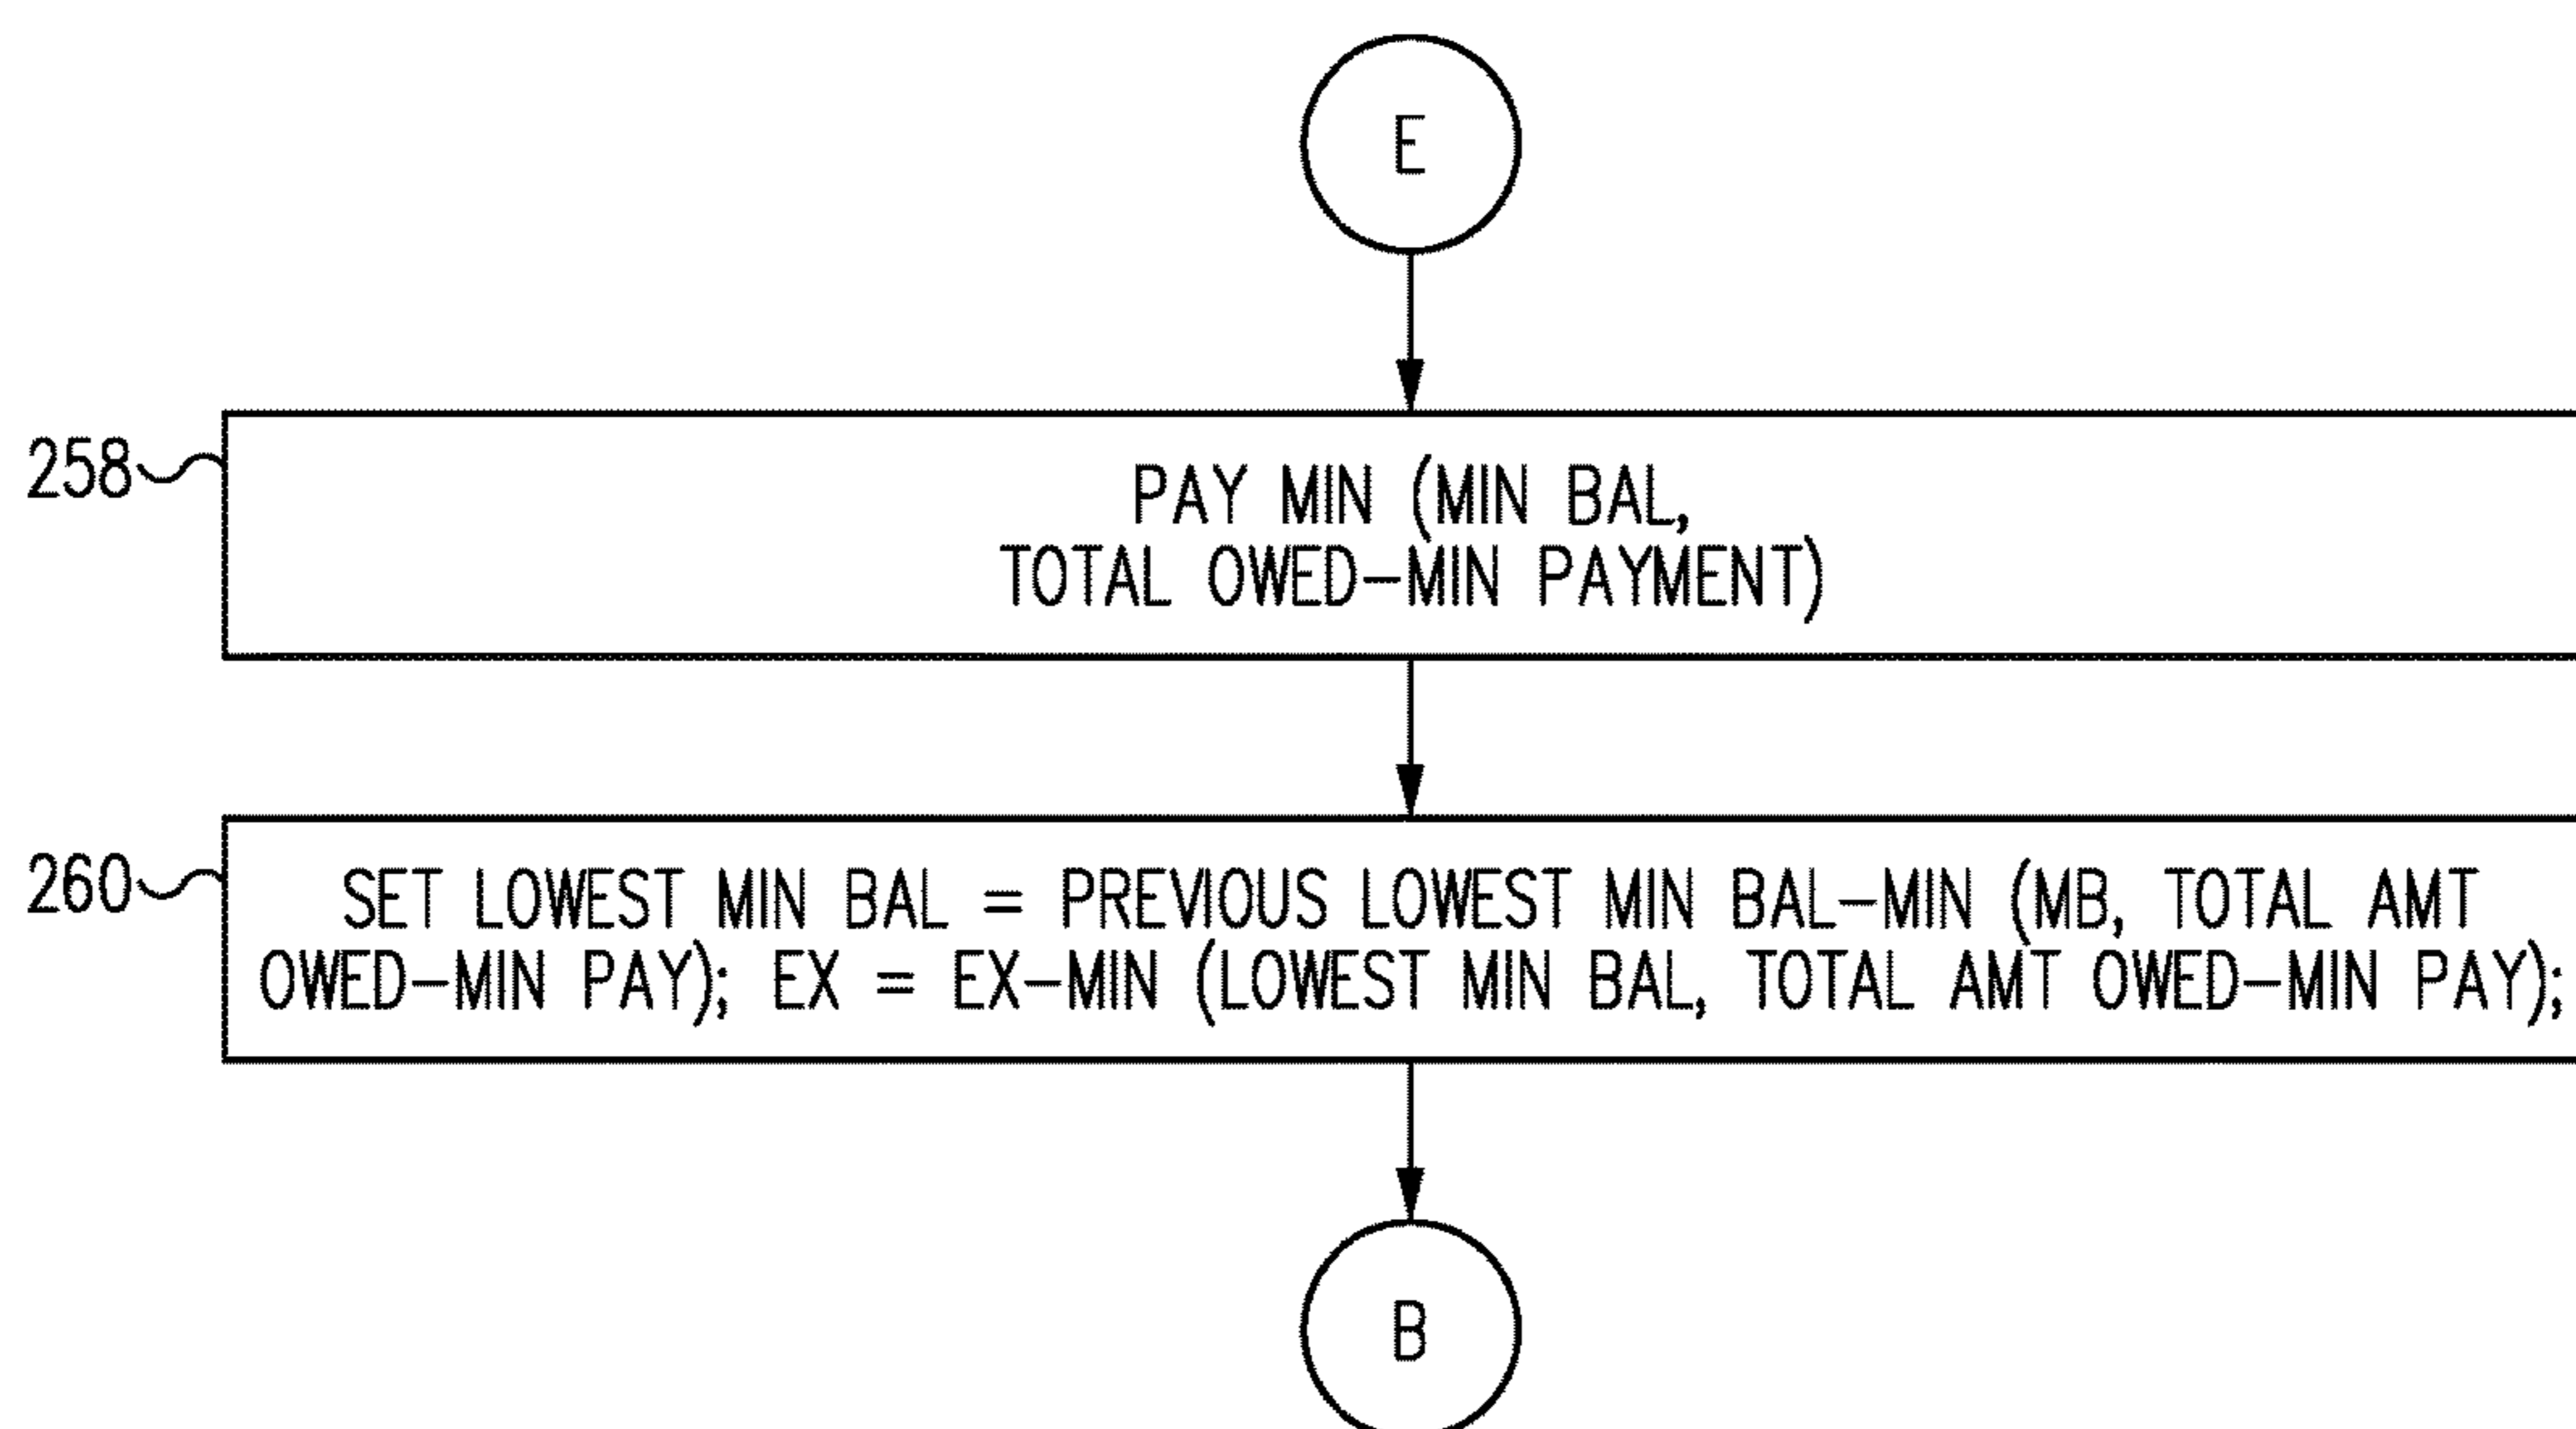 E
258
PAY MIN (MIN BAL,
TOTAL OWED-MIN PAYMENT)
260
SET LOWEST MIN BAL = PREVIOUS LOWEST MIN BAL-MIN (MB, TOTAL AMT
OWED-MIN PAY); EX = EX-MIN (LOWEST MIN BAL, TOTAL AMT OWED-MIN PAY);
B